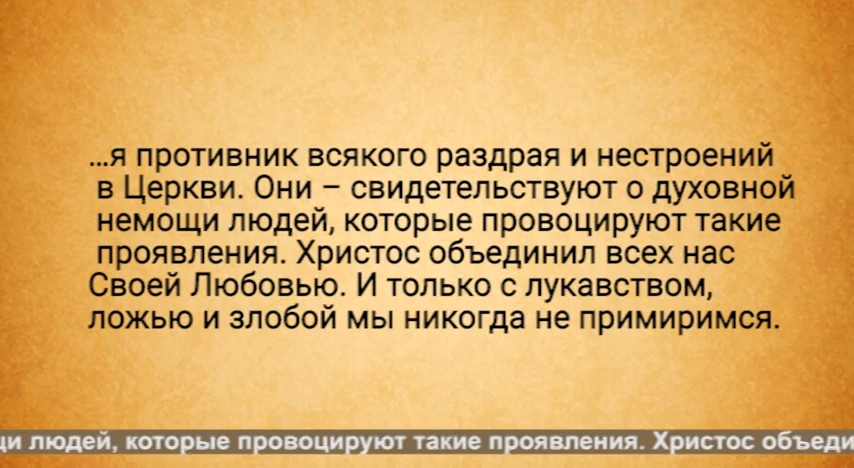 ...я противник всякого раздрая и нестроений
в Церкви. Они – свидетельствуют о духовной
немощи людей, которые провоцируют такие
проявления. Христос объединил всех нас
Своей Любовью. И только с лукавством,
ложью и злобой мы никогда не примиримся.
щи людей, которые провоцируют такие проявления. Христос объеди